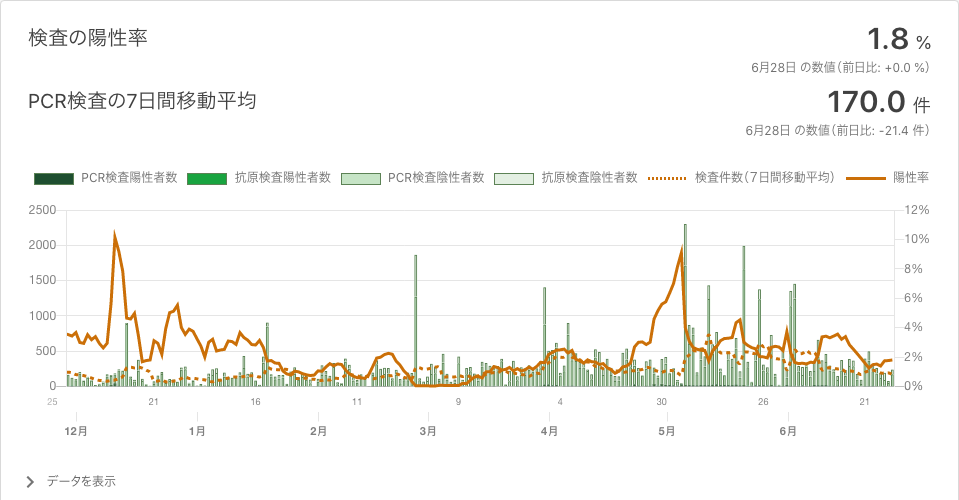 検査の陽性率
1.8 %
6月28日 の数値（前日比: +0.0 %）
PCR検査の7日間移動平均
170.0 件
6月28日 の数値（前日比: -21.4 件）
PCR検査陽性者数 抗原検査陽性者数 PCR検査陰性者数 抗原検査陰性者数 検査件数（7日間移動平均） 陽性率
2500 12%
2000 10%
1500 8%
1000 6%
500 4%
0 2%
0%
25 21 16 11 9 4 30 26 21
12月 1月 2月 3月 4月 5月 6月
データを表示